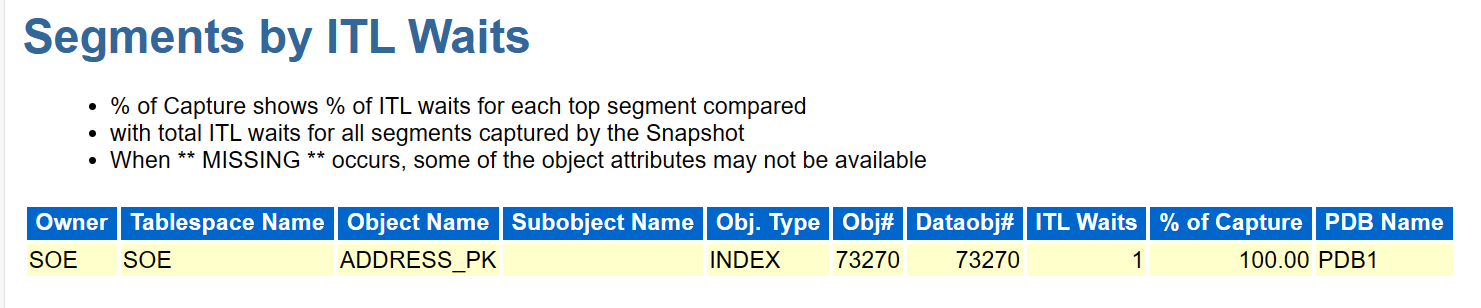 Segments by ITL Waits
• % of Capture shows % of ITL waits for each top segment compared
• with total ITL waits for all segments captured by the Snapshot
• When ** MISSING ** occurs, some of the object attributes may not be available
Owner Tablespace Name Object Name Subobject Name Obj. Type Obj# Dataobj# ITL Waits % of Capture PDB Name
SOE SOE ADDRESS_PK INDEX 73270 73270 1 100.00 PDB1